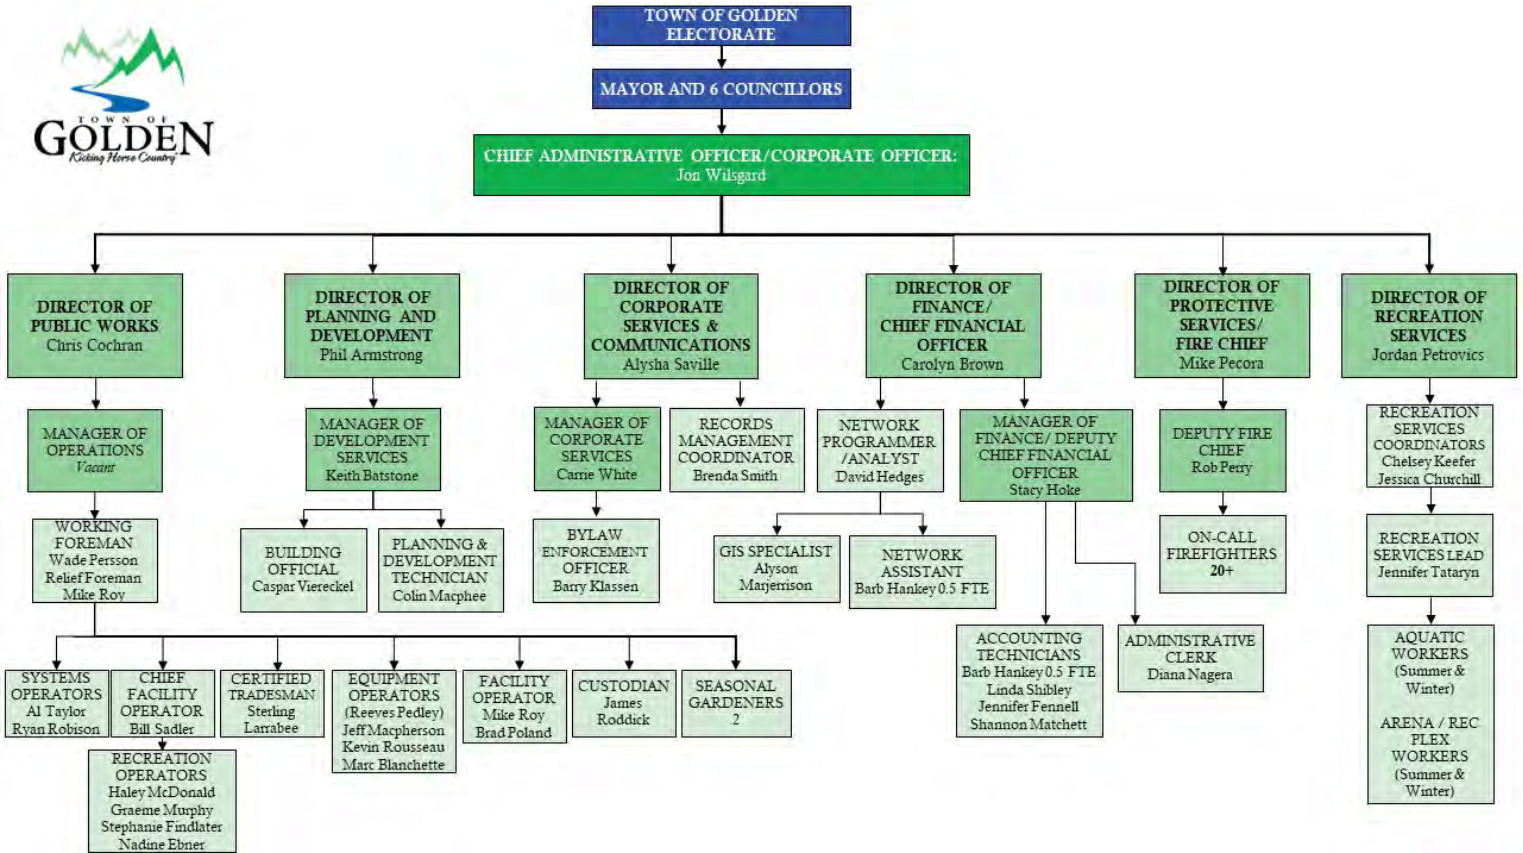 TOWN OF GOLDEN
ELECTORATE
TOWN OF
GOLDEN
Kicking Horse Country
MAYOR AND 6 COUNCILLORS
CHIEF ADMINISTRATIVE OFFICER/CORPORATE OFFICER:
Jon Wilsgard
DIRECTOR OF
PUBLIC WORKS
Chris Cochran
DIRECTOR OF
PLANNING AND
DEVELOPMENT
Phil Armstrong
DIRECTOR OF
CORPORATE
SERVICES &
COMMUNICATIONS
Alysha Saville
DIRECTOR OF
FINANCE/
CHIEF FINANCIAL
OFFICER
Carolyn Brown
DIRECTOR OF
PROTECTIVE
SERVICES/
FIRE CHIEF
Mike Pecora
DIRECTOR OF
RECREATION
SERVICES
Jordan Petrovics
MANAGER OF
OPERATIONS
Vacant
MANAGER OF
DEVELOPMENT
SERVICES
Keith Batstone
MANAGER OF
CORPORATE
SERVICES
Carrie White
RECORDS
MANAGEMENT
COORDINATOR
Brenda Smith
NETWORK
PROGRAMMER
/ANALYST
David Hedges
MANAGER OF
FINANCE/ DEPUTY
CHIEF FINANCIAL
OFFICER
Stacy Hoke
DEPUTY FIRE
CHIEF
Rob Perry
RECREATION
SERVICES
COORDINATORS
Chelsey Keefer
Jessica Churchill
WORKING
FOREMAN
Wade Persson
Relief Foreman
Mike Roy
BUILDING
OFFICIAL
Caspar Viereckel
PLANNING &
DEVELOPMENT
TECHNICIAN
Colin Macphee
BYLAW
ENFORCEMENT
OFFICER
Barry Klassen
GIS SPECIALIST
Alyson
Marjerrison
NETWORK
ASSISTANT
Barb Hankey 0.5 FTE
ON-CALL
FIREFIGHTERS
20+
RECREATION
SERVICES LEAD
Jennifer Tataryn
SYSTEMS
OPERATORS
Al Taylor
Ryan Robison
CHIEF
FACILITY
OPERATOR
Bill Sadler
CERTIFIED
TRADESMAN
Sterling
Larrabee
EQUIPMENT
OPERATORS
(Reeves Pedley)
Jeff Macpherson
Kevin Rousseau
Marc Blanchette
FACILITY
OPERATOR
Mike Roy
Brad Poland
CUSTODIAN
James
Roddick
SEASONAL
GARDENERS
2
ACCOUNTING
TECHNICIANS
Barb Hankey 0.5 FTE
Linda Shibley
Jennifer Fennell
Shannon Matchett
ADMINISTRATIVE
CLERK
Diana Nagera
AQUATIC
WORKERS
(Summer &
Winter)
ARENA / REC
PLEX
WORKERS
(Summer &
Winter)
RECREATION
OPERATORS
Haley McDonald
Graeme Murphy
Stephanie Findlater
Nadine Ebner